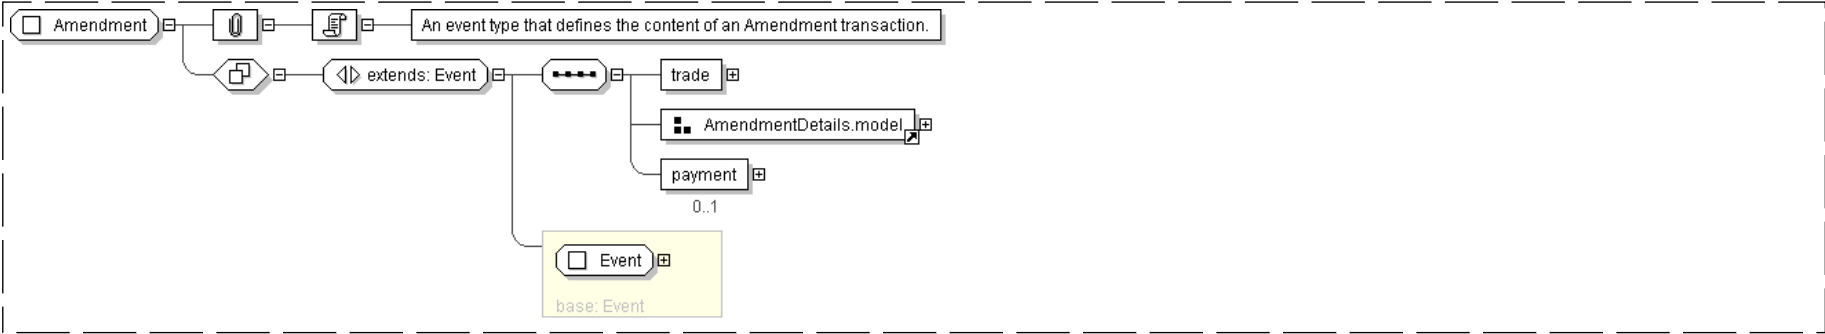 Amendment
An event type that defines the content of an Amendment transaction.
extends: Event
trade
AmendmentDetails.model
payment
0..1
Event
base: Event